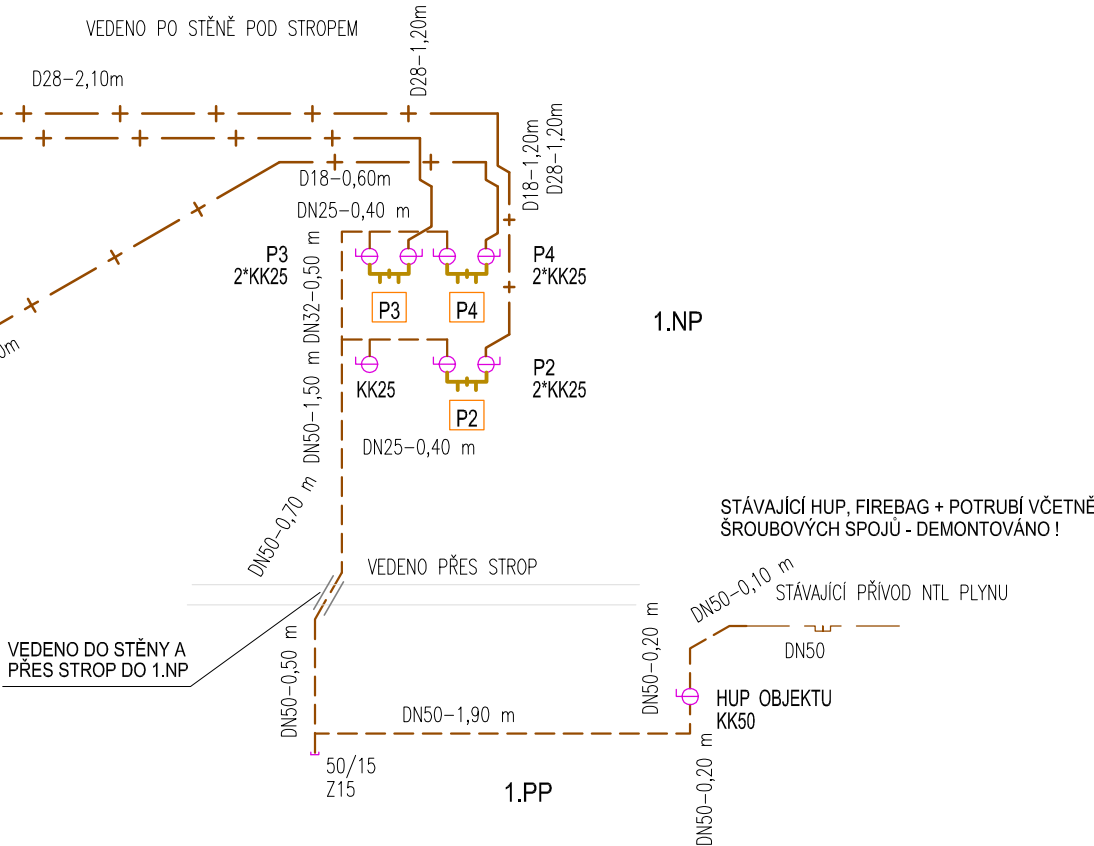 VEDENO PO STĚNĚ POD STROPEM
D28-1,20m
D28-2,10m
D18-1,20m
D28-1,20m
D18-0,60m
DN25-0,40 m
P3
2*KK25
P4
2*KK25
DN32-0,50 m
P3
P4
1.NP
0m
KK25
P2
2*KK25
DN50-1,50 m
P2
DN25-0,40 m
DN50-0,70 m
STÁVAJÍCÍ HUP, FIREBAG + POTRUBÍ VČETNĚ
ŠROUBOVÝCH SPOJŮ - DEMONTOVÁNO !
VEDENO PŘES STROP
DN50-0,10 m
STÁVAJÍCÍ PŘÍVOD NTL PLYNU
VEDENO DO STĚNY A
PŘES STROP DO 1.NP
DN50-0,50 m
DN50-0,20 m
DN50
HUP OBJEKTU
KK50
DN50-1,90 m
DN50-0,20 m
50/15
Z15
1.PP